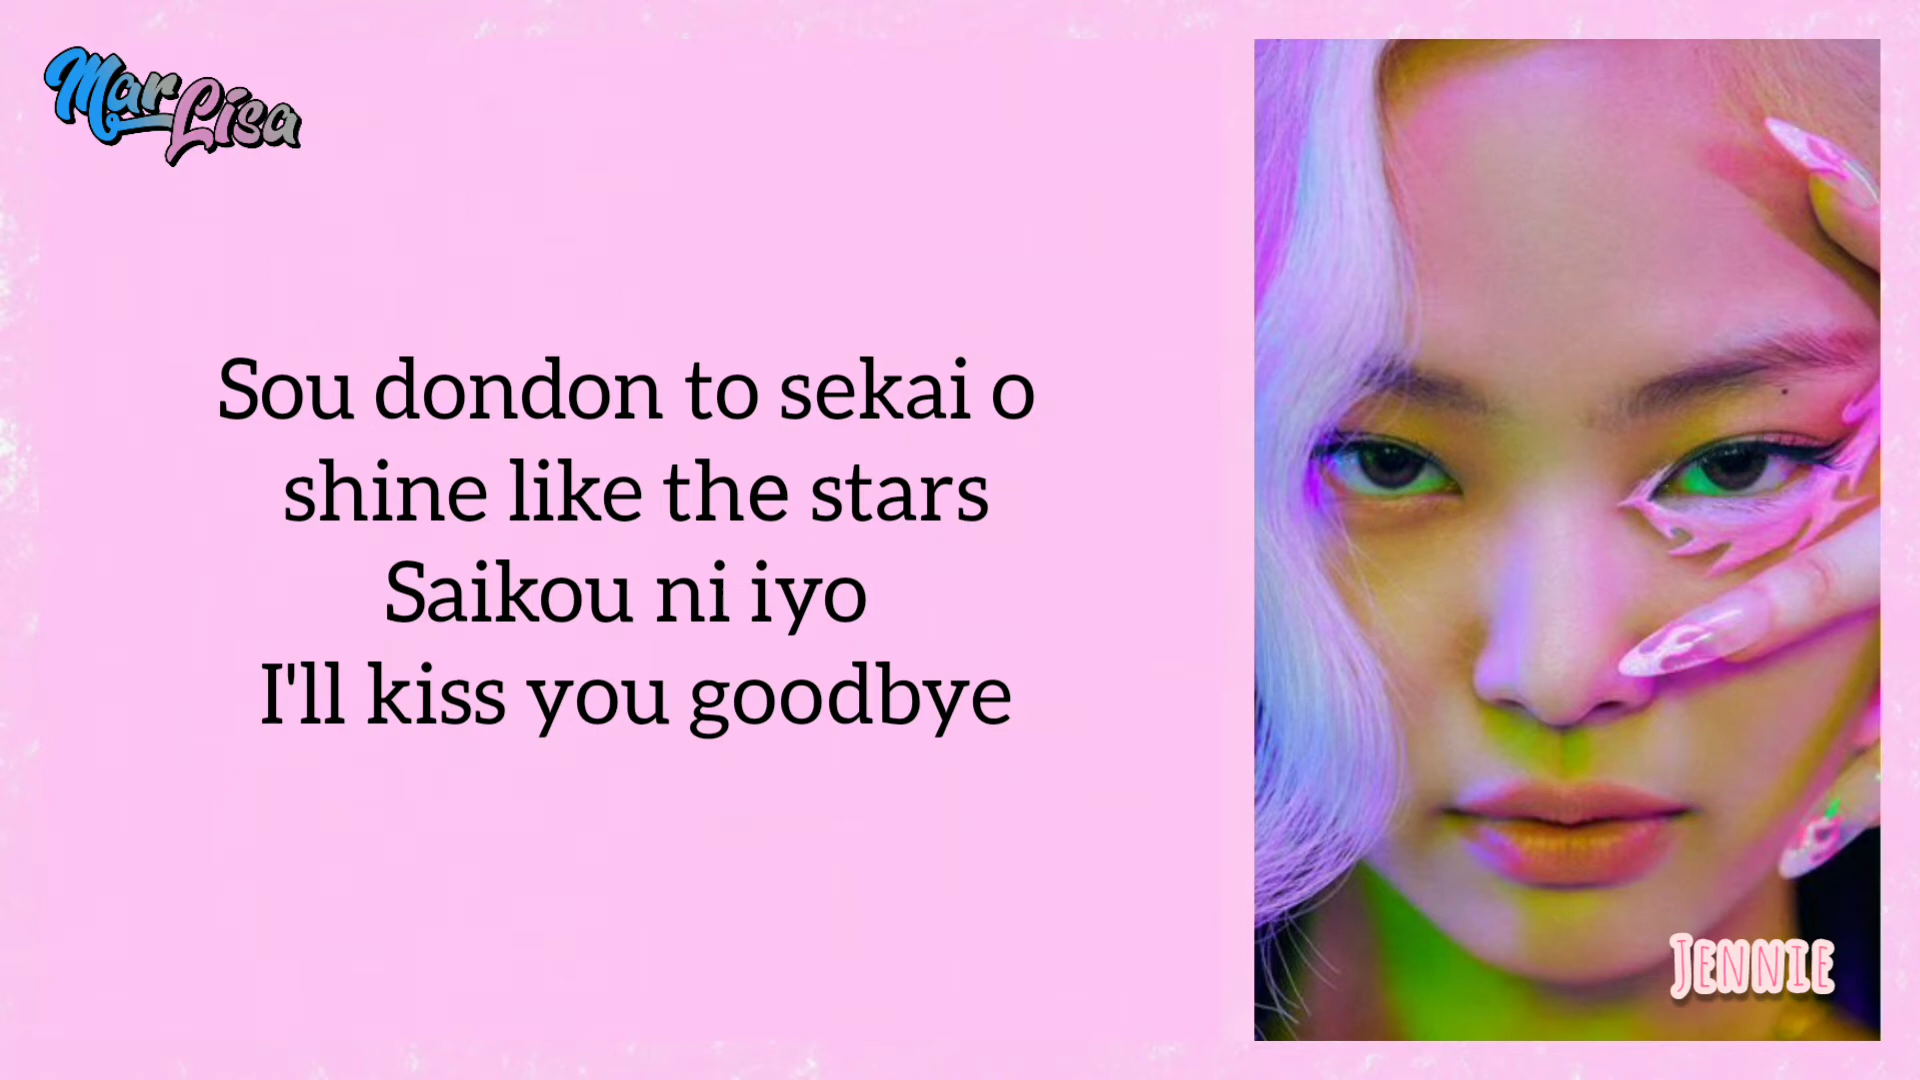 MarLisa
Sou dondon to sekai o
shine like the stars
Saikou ni iyo
I'll kiss you goodbye
JENNIE